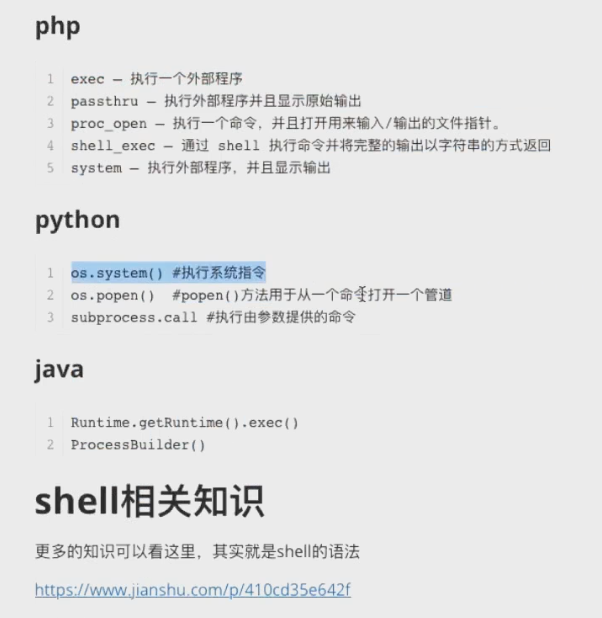 php
1 exec — 执行一个外部程序
2 passthru — 执行外部程序并且显示原始输出
3 proc_open — 执行一个命令，并且打开用来输入/输出的文件指针。
4 shell_exec — 通过 shell 执行命令并将完整的输出以字符串的方式返回
5 system — 执行外部程序，并且显示输出
python
1 os.system() #执行系统指令
2 os.popen()  #popen()方法用于从一个命令打开一个管道
3 subprocess.call #执行由参数提供的命令
java
1 Runtime.getRuntime().exec()
2 ProcessBuilder()
shell相关知识
更多的知识可以看这里，其实就是shell的语法
https://www.jianshu.com/p/410cd35e642f